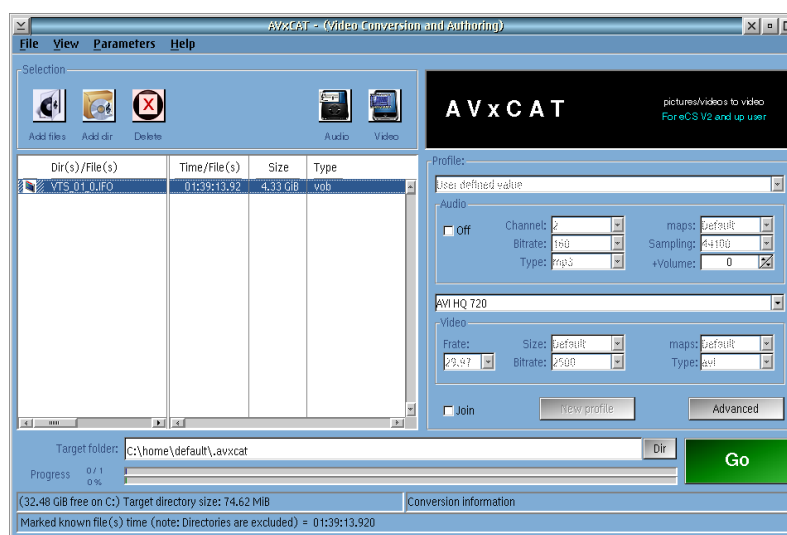 AVxCAT - (Video Conversion and Authoring)
File View Parameters Help
Selection
Add files Add dir Delete Audio Video
AVxCAT
pictures/videos to video
For eCS V2 and up user
Dir(s)/File(s) Time/File(s) Size Type
VTS_01_0.IFO 01:39:13.92 4.33 GiB vob
Profile:
User defined value
Audio
Off Channel: 2 maps: Default
Bitrate: 160 Sampling: 44100
Type: mp3 +Volume: 0
AVI HQ 720
Video
Frate: Size: Default maps: Default
29.97 Bitrate: 2500 Type: avi
Join New profile Advanced
Target folder: C:\home\default\.avxcat Dir Go
Progress 0/1
0%
(32.48 GiB free on C:) Target directory size: 74.62 MiB Conversion information
Marked known file(s) time (note: Directories are excluded) = 01:39:13.920